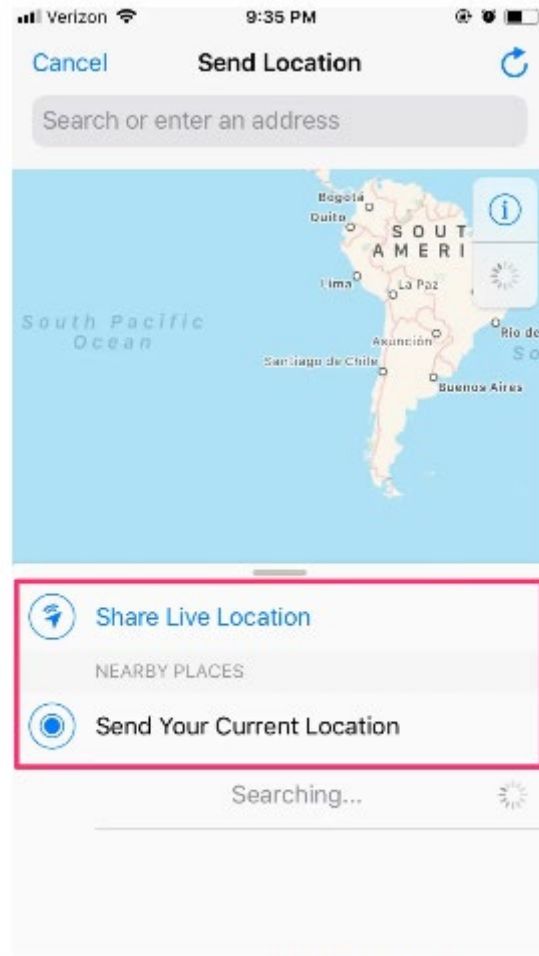 Verizon 9:35 PM
Cancel Send Location
Search or enter an address
Bogotá
Quito
SOUT
AMERI
Lima
La Paz
South Pacific
Ocean
Rio de
Asunción
So
Santiago de Chile
Buenos Aires
Share Live Location
NEARBY PLACES
Send Your Current Location
Searching...